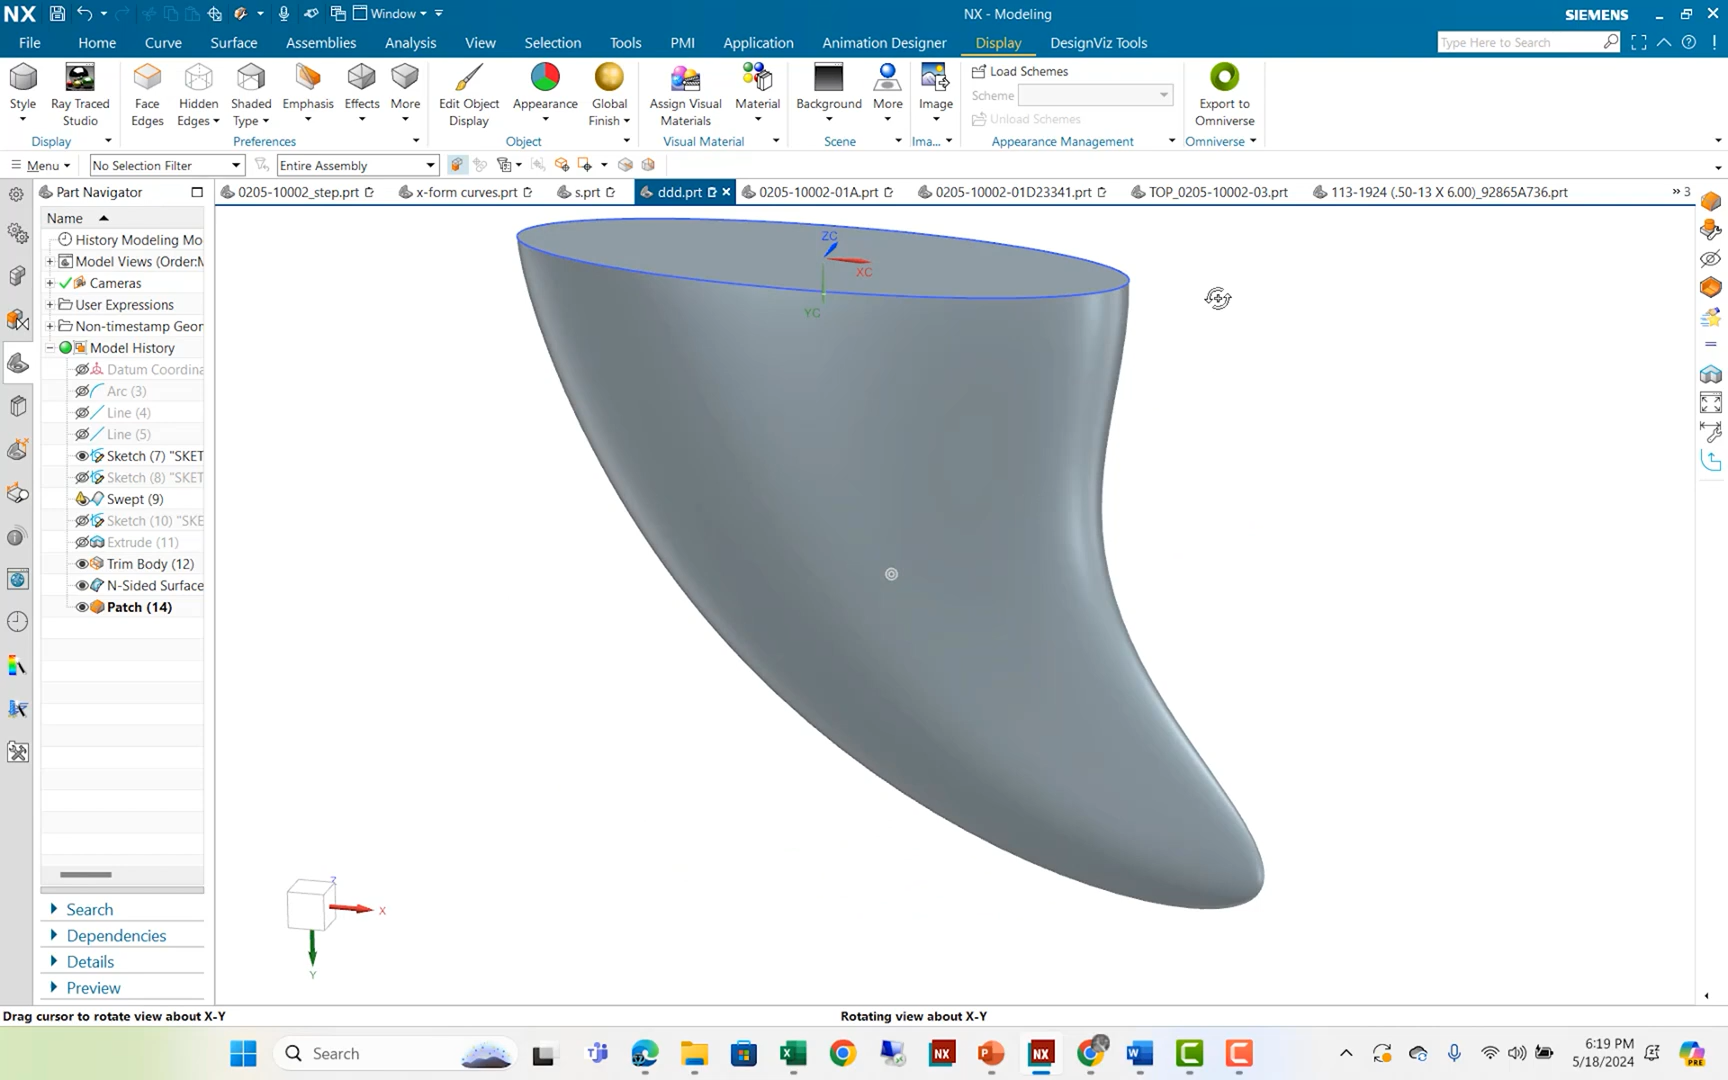 NX
Window
NX - Modeling
SIEMENS
File Home Curve Surface Assemblies Analysis View Selection Tools PMI Application Animation Designer Display DesignViz Tools
Type Here to Search
Style
Ray Traced Studio
Face Edges
Hidden Edges
Shaded Type
Emphasis
Effects
More
Edit Object Display
Appearance
Global Finish
Assign Visual Materials
Material
Background
More
Image
Load Schemes
Scheme
Unload Schemes
Export to Omniverse
Display Preferences Object Visual Material Scene Ima... Appearance Management Omniverse
Menu No Selection Filter Entire Assembly
Part Navigator
0205-10002_step.prt x-form curves.prt s.prt ddd.prt 0205-10002-01A.prt 0205-10002-01D23341.prt TOP_0205-10002-03.prt 113-1924 (.50-13 X 6.00)_92865A736.prt 3
Name
History Modeling Mo
Model Views (Order:M
Cameras
User Expressions
Non-timestamp Geor
Model History
Datum Coordina
Arc (3)
Line (4)
Line (5)
Sketch (7) "SKET
Sketch (8) "SKET
Swept (9)
Sketch (10) "SKE
Extrude (11)
Trim Body (12)
N-Sided Surface
Patch (14)
ZC
XC
YC
Z
X
Y
Search
Dependencies
Details
Preview
Drag cursor to rotate view about X-Y
Rotating view about X-Y
Search
NX
NX
6:19 PM
5/18/2024
PRE